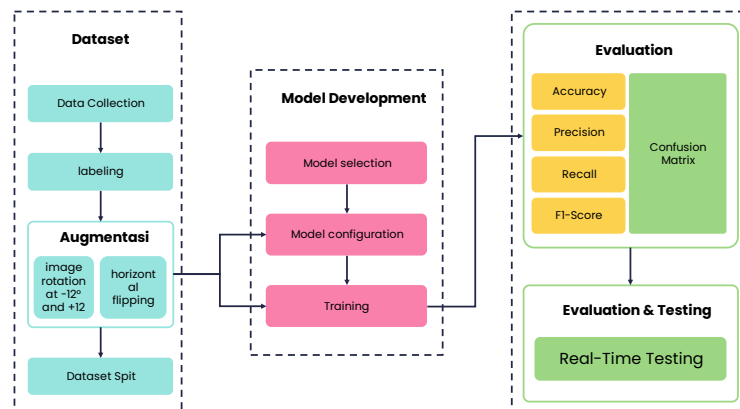 Dataset
Data Collection
labeling
Augmentasi
image
rotation
at -12°
and +12
horizont
al
flipping
Dataset Spit
Model Development
Model selection
Model configuration
Training
Evaluation
Accuracy
Precision
Recall
F1-Score
Confusion
Matrix
Evaluation & Testing
Real-Time Testing